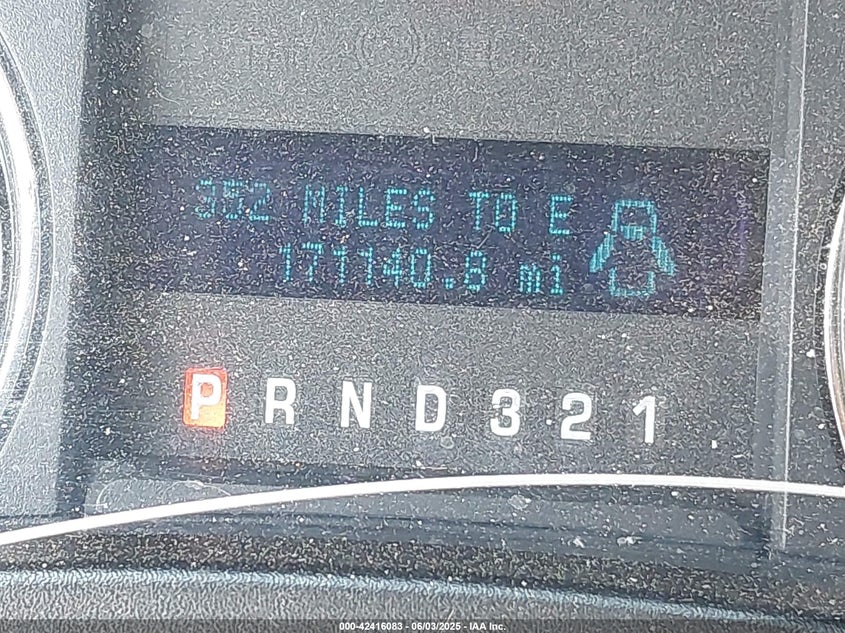 352 MILES TO E
171140.8 mi
P R N D 3 2 1
000-42416083 - 06/03/2025 - IAA Inc.